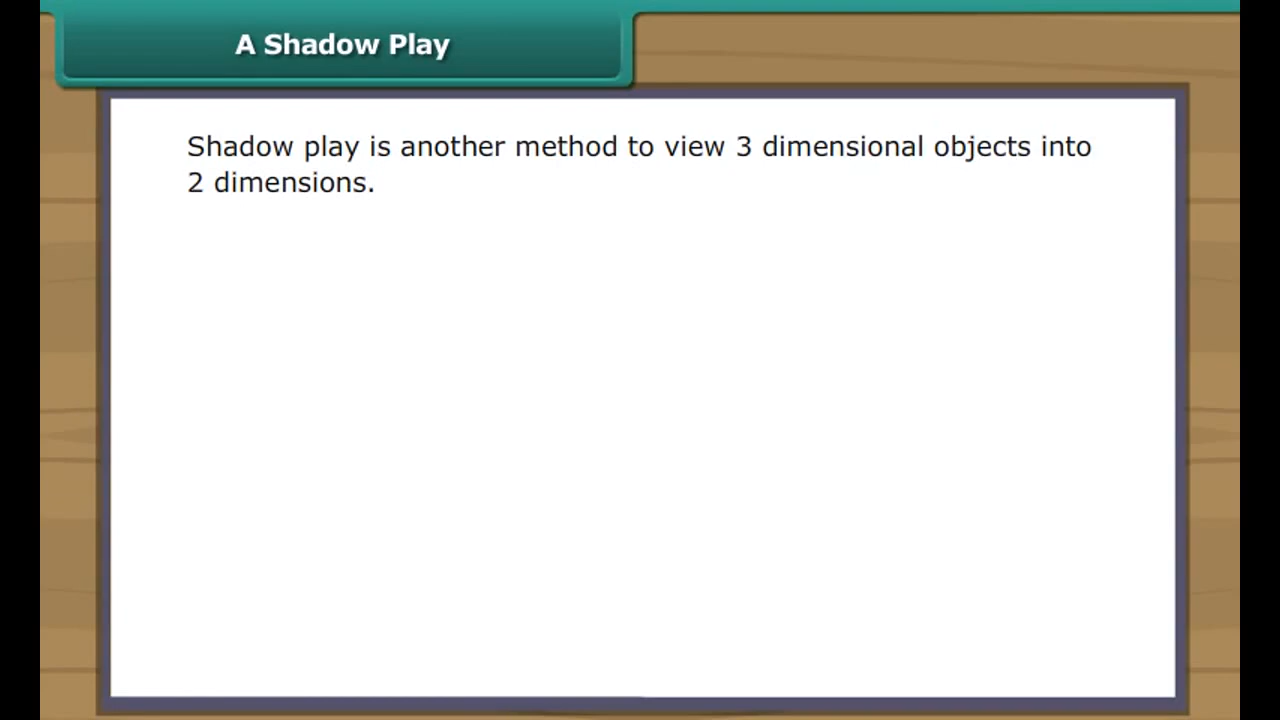 A Shadow Play
Shadow play is another method to view 3 dimensional objects into
2 dimensions.